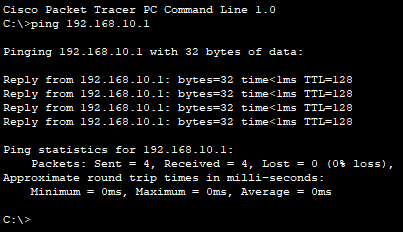 Cisco Packet Tracer PC Command Line 1.0
C:\>ping 192.168.10.1
Pinging 192.168.10.1 with 32 bytes of data:
Reply from 192.168.10.1: bytes=32 time<1ms TTL=128
Reply from 192.168.10.1: bytes=32 time<1ms TTL=128
Reply from 192.168.10.1: bytes=32 time<1ms TTL=128
Reply from 192.168.10.1: bytes=32 time<1ms TTL=128
Ping statistics for 192.168.10.1:
    Packets: Sent = 4, Received = 4, Lost = 0 (0% loss),
Approximate round trip times in milli-seconds:
    Minimum = 0ms, Maximum = 0ms, Average = 0ms
C:\>